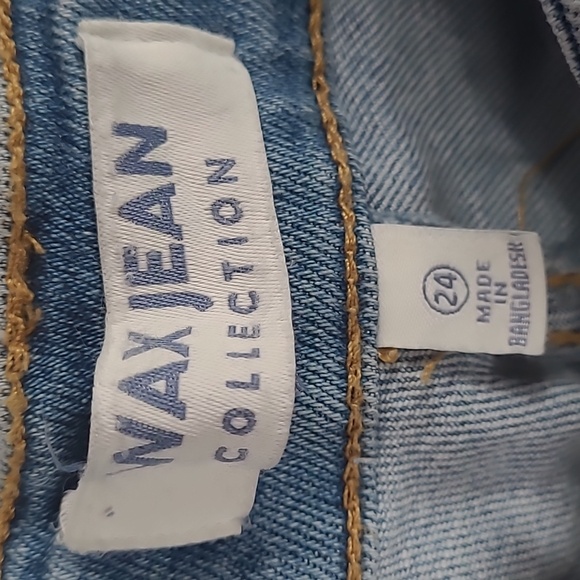 WAX JEAN
COLLECTION
24
MADE
IN
BANGLADESH